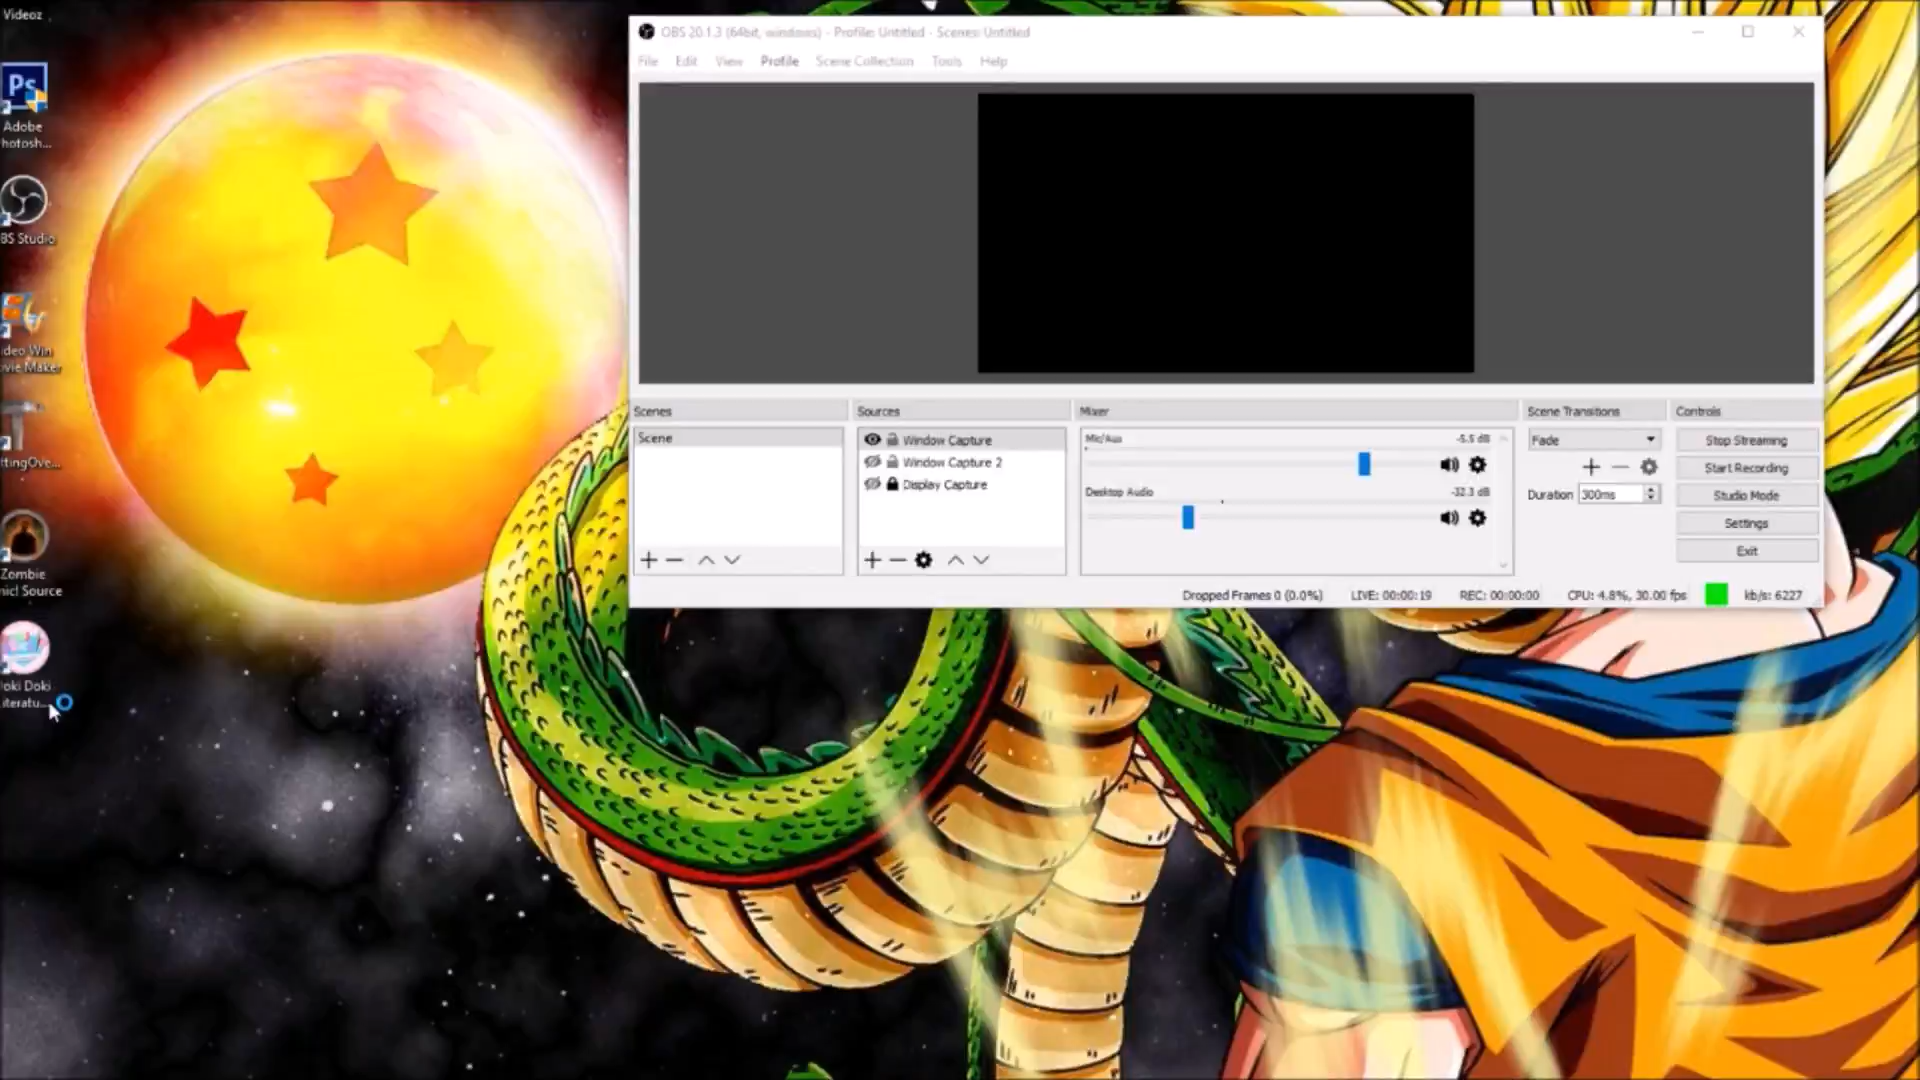 Videoz
Adobe
hotosh...
BS Studio
ideo Win
ovie Maker
ttingOve...
Zombie
nicl Source
oki Doki
iteratu...
OBS 20.1.3 (64bit, windows) - Profile: Untitled - Scenes: Untitled
File Edit View Profile Scene Collection Tools Help
Scenes
Scene
Sources
Window Capture
Window Capture 2
Display Capture
Mixer
Mic/Aux -5.5 dB
Desktop Audio -32.3 dB
Scene Transitions
Fade
Duration 300ms
Controls
Stop Streaming
Start Recording
Studio Mode
Settings
Exit
Dropped Frames 0 (0.0%) LIVE: 00:00:19 REC: 00:00:00 CPU: 4.8%, 30.00 fps kb/s: 6227